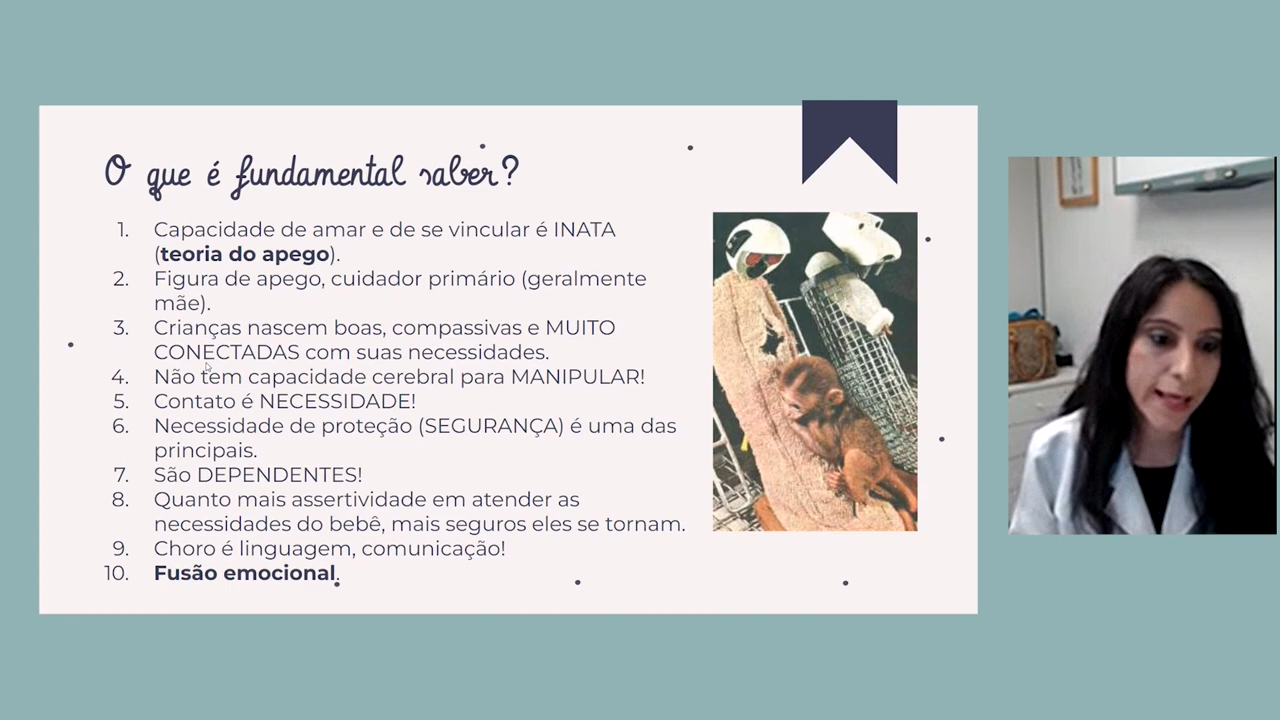 O que é fundamental saber?
1. Capacidade de amar e de se vincular é INATA
(teoria do apego).
2. Figura de apego, cuidador primário (geralmente
mãe).
3. Crianças nascem boas, compassivas e MUITO
CONECTADAS com suas necessidades.
4. Não tem capacidade cerebral para MANIPULAR!
5. Contato é NECESSIDADE!
6. Necessidade de proteção (SEGURANÇA) é uma das
principais.
7. São DEPENDENTES!
8. Quanto mais assertividade em atender as
necessidades do bebê, mais seguros eles se tornam.
9. Choro é linguagem, comunicação!
10. Fusão emocional.